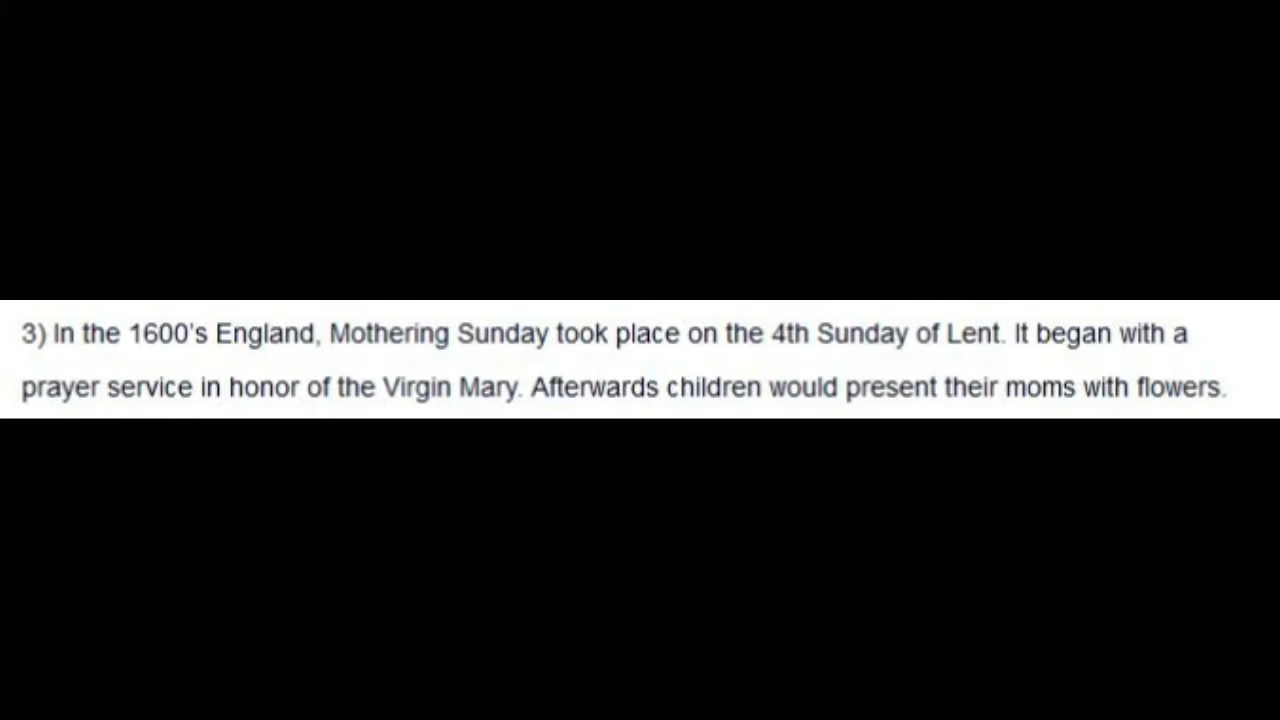 3) In the 1600's England, Mothering Sunday took place on the 4th Sunday of Lent. It began with a
prayer service in honor of the Virgin Mary. Afterwards children would present their moms with flowers.